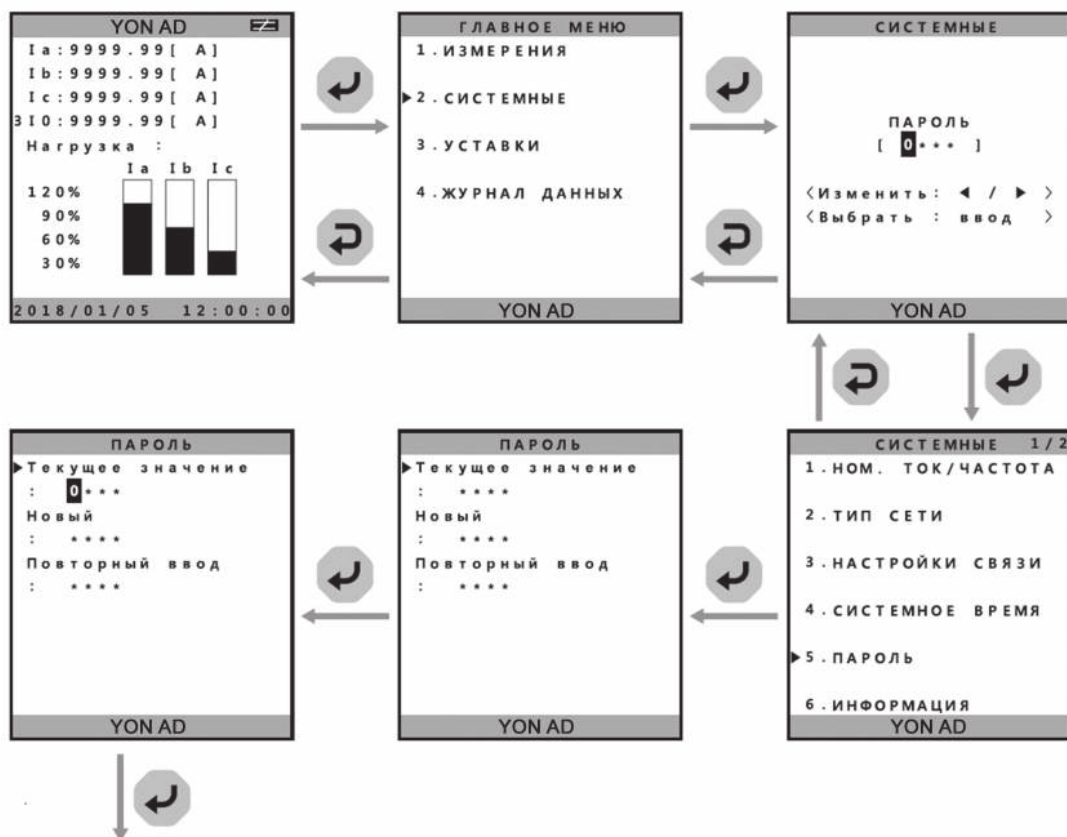 YON AD
Ia:9999.99[ A]
Ib:9999.99[ A]
Ic:9999.99[ A]
3I0:9999.99[ A]
Нагрузка :
Ia Ib Ic
120%
90%
60%
30%
2018/01/05 12:00:00
ГЛАВНОЕ МЕНЮ
1.ИЗМЕРЕНИЯ
▶2.СИСТЕМНЫЕ
3.УСТАВКИ
4.ЖУРНАЛ ДАННЫХ
YON AD
СИСТЕМНЫЕ
ПАРОЛЬ
[ 0*** ]
<Изменить: ◀ / ▶ >
<Выбрать : ввод >
YON AD
ПАРОЛЬ
▶Текущее значение
: 0***
Новый
: ****
Повторный ввод
: ****
YON AD
ПАРОЛЬ
▶Текущее значение
: ****
Новый
: ****
Повторный ввод
: ****
YON AD
СИСТЕМНЫЕ 1/2
1.НОМ. ТОК/ЧАСТОТА
2.ТИП СЕТИ
3.НАСТРОЙКИ СВЯЗИ
4.СИСТЕМНОЕ ВРЕМЯ
▶5.ПАРОЛЬ
6.ИНФОРМАЦИЯ
YON AD